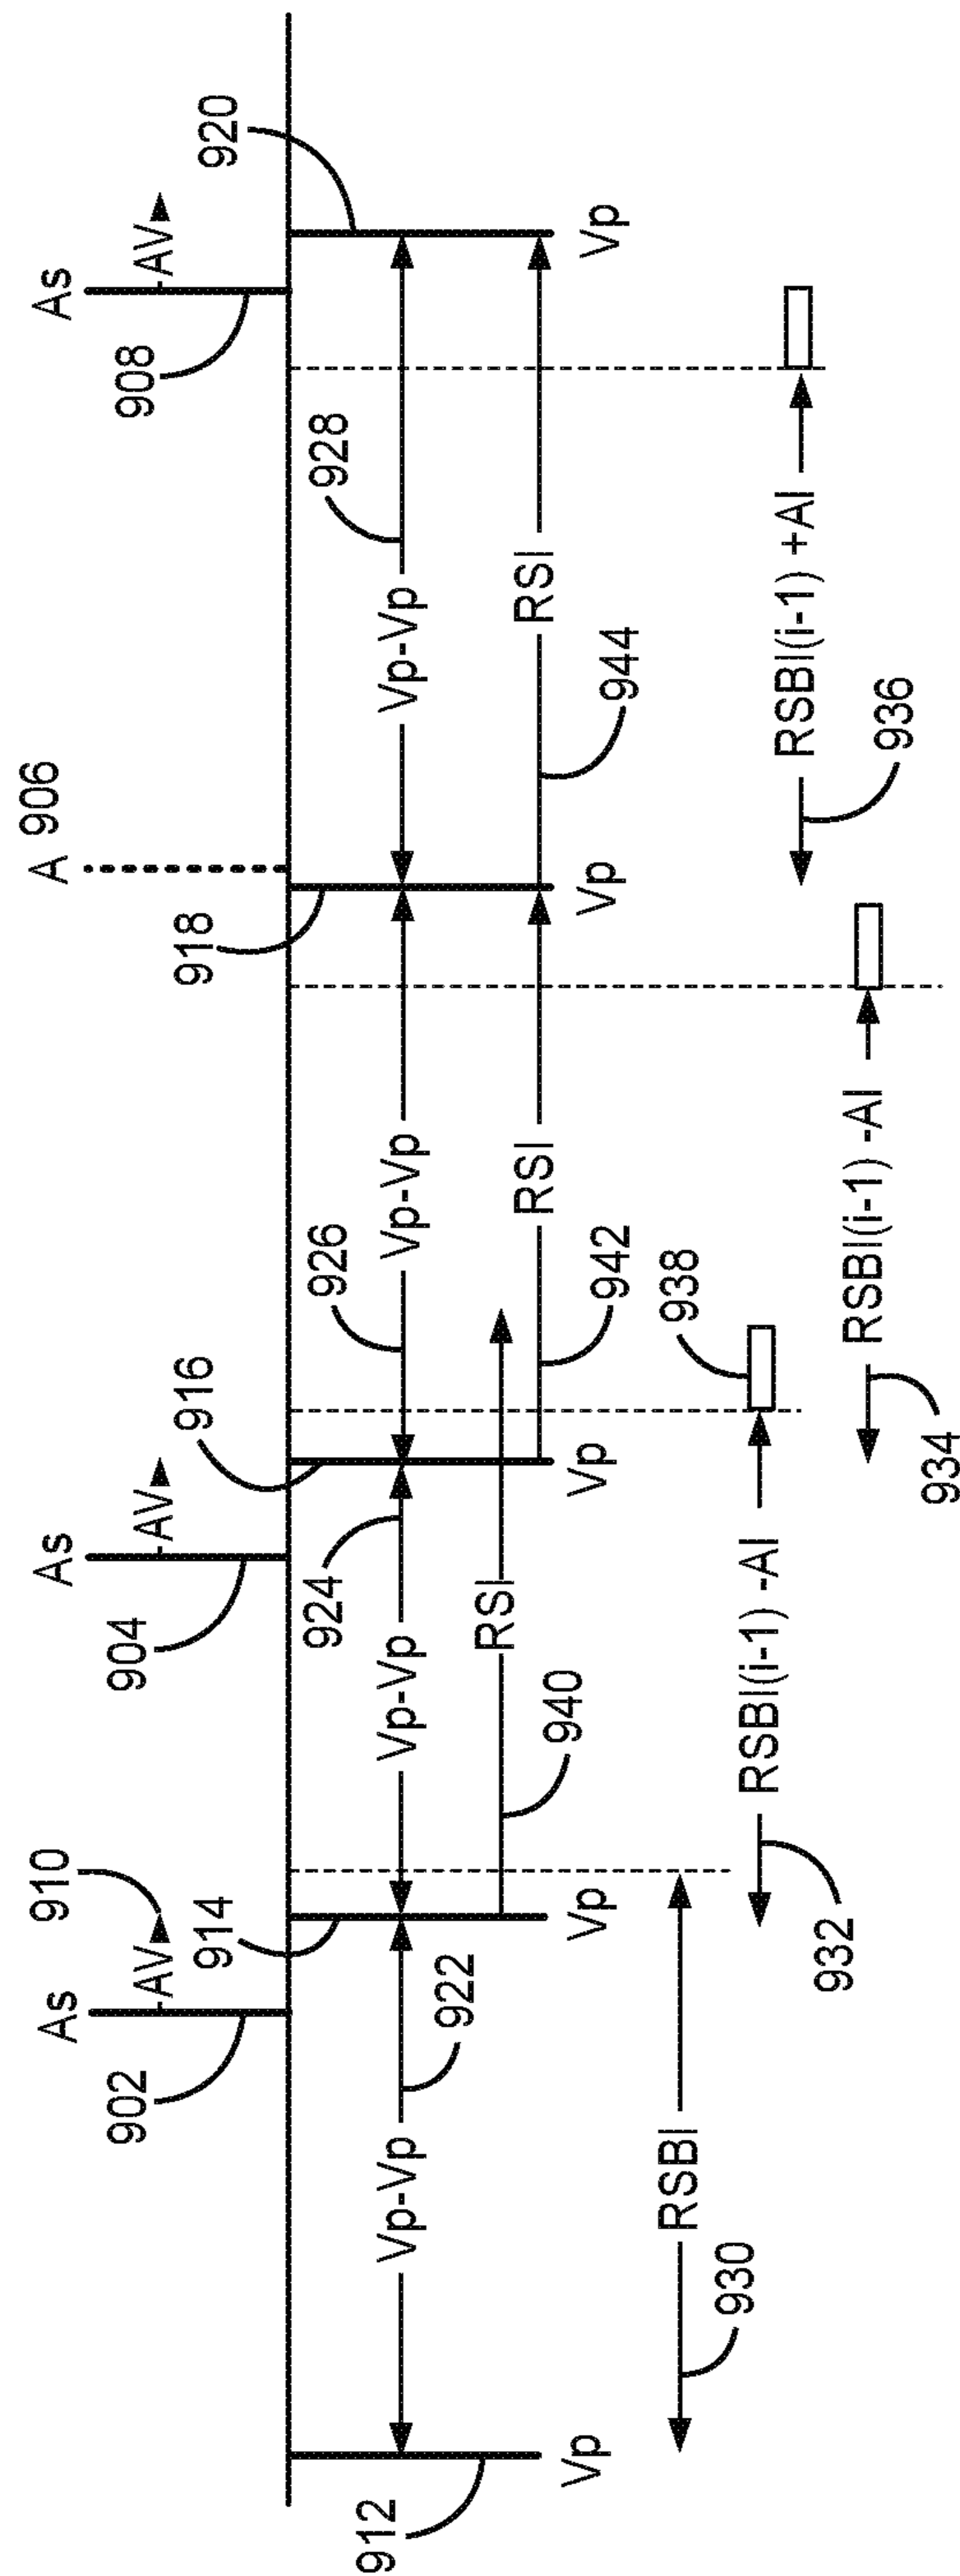 As
As
A 906
As
902
AV
910
904
AV
908
AV
914
916
918
920
912
Vp-Vp
922
Vp-Vp
924
Vp-Vp
926
Vp-Vp
928
RSI
940
RSI
942
RSI
944
Vp
Vp
Vp
Vp
Vp
RSBI
930
RSBI(i-1) -AI
932
938
RSBI(i-1) -AI
934
RSBI(i-1) +AI
936